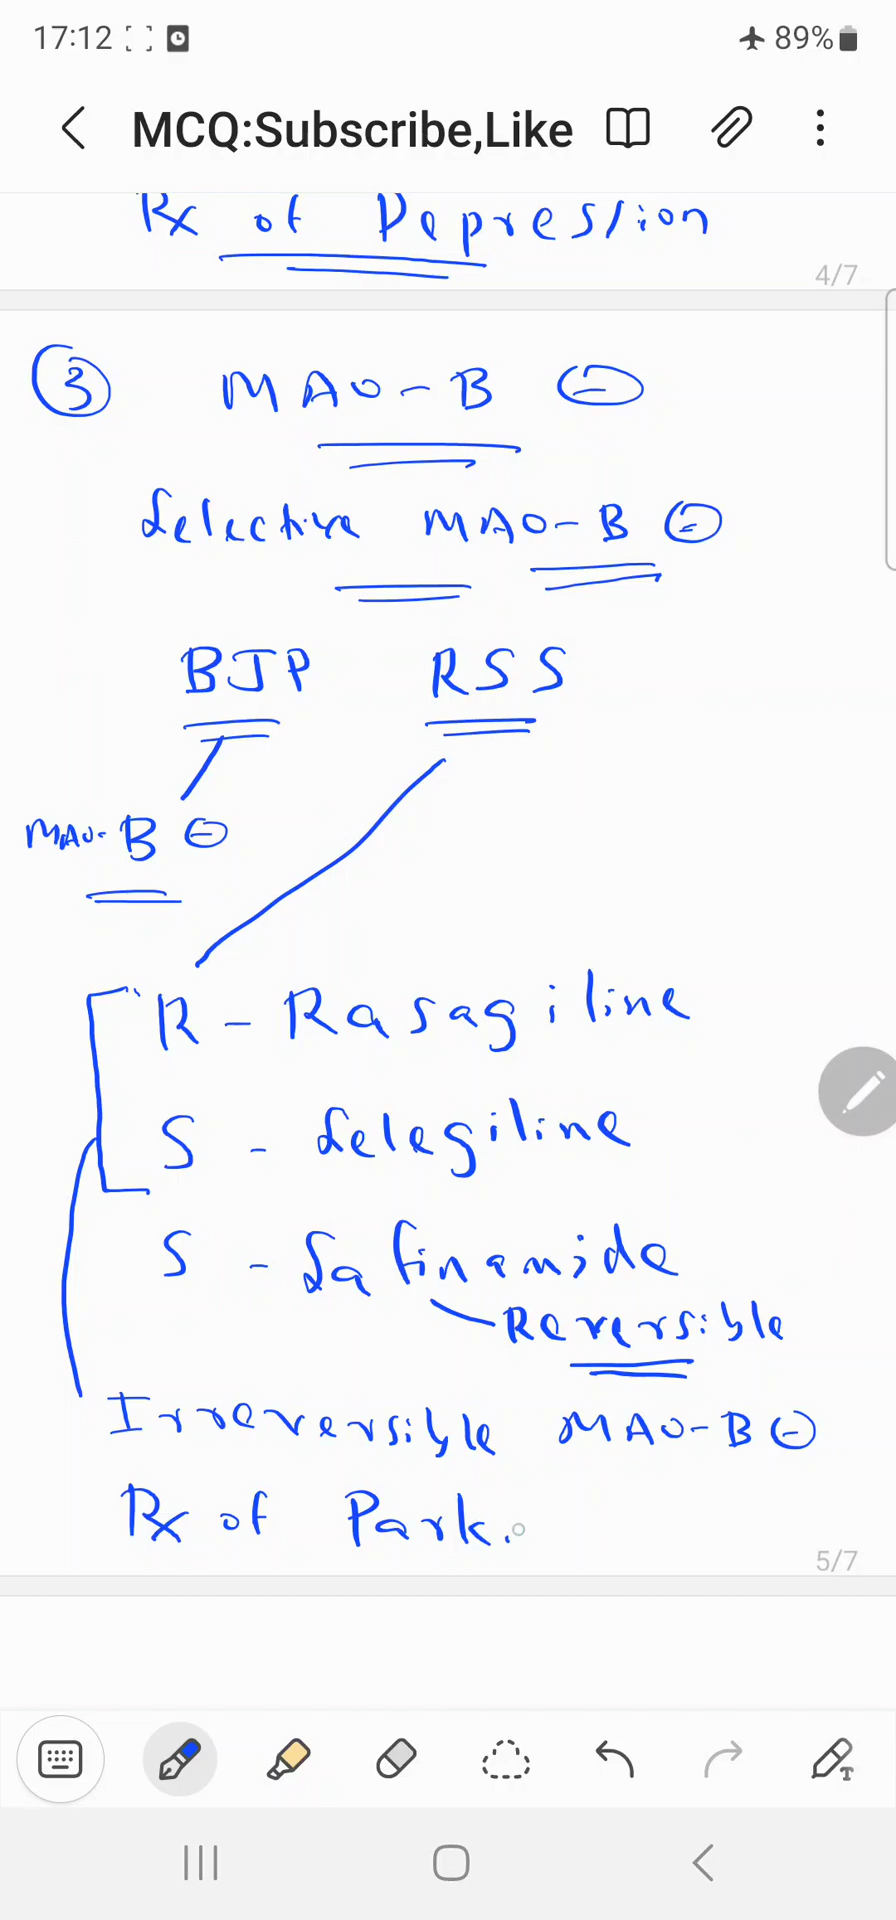 17:12 89%
MCQ:Subscribe,Like
Rx of Depression
4/7
3 MAO-B ⊖
Selective MAO-B ⊖
BJP RSS
MAO-B ⊖
R - Rasagiline
S - Selegiline
S - Safinamide
Reversible
Irreversible MAO-B ⊖
Rx of Park.
5/7
T